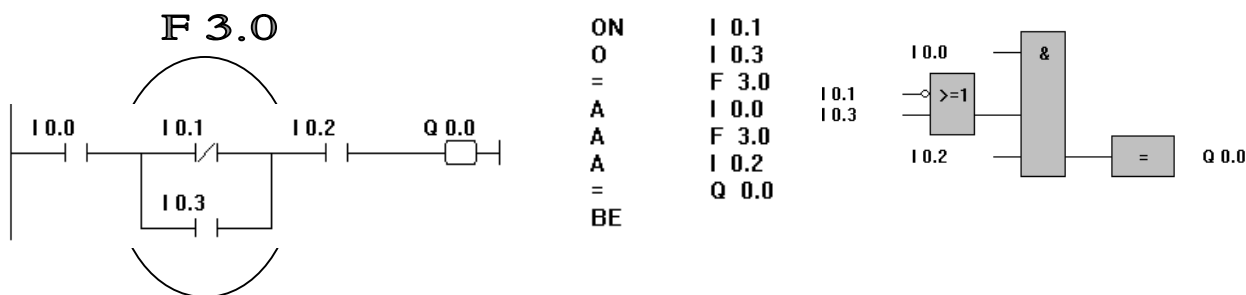 F 3.0
I 0.0 I 0.1 I 0.2 Q 0.0
I 0.3
ON I 0.1
O I 0.3
= F 3.0
A I 0.0
A F 3.0
A I 0.2
= Q 0.0
BE
I 0.0 &
I 0.1 >=1
I 0.3
I 0.2 = Q 0.0